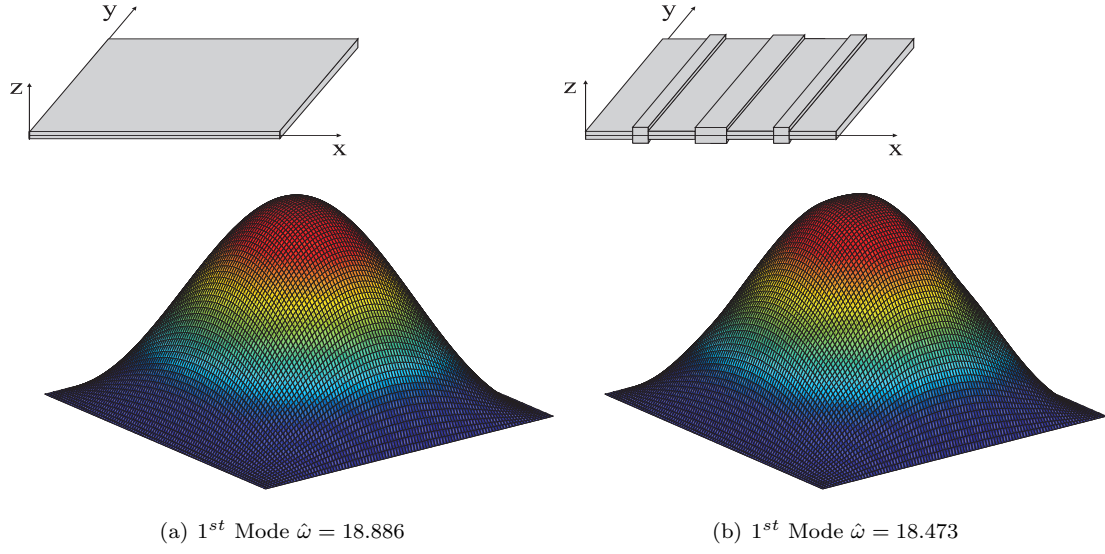 y
z
x
y
z
x
(a) 1st Mode ω̂ = 18.886
(b) 1st Mode ω̂ = 18.473